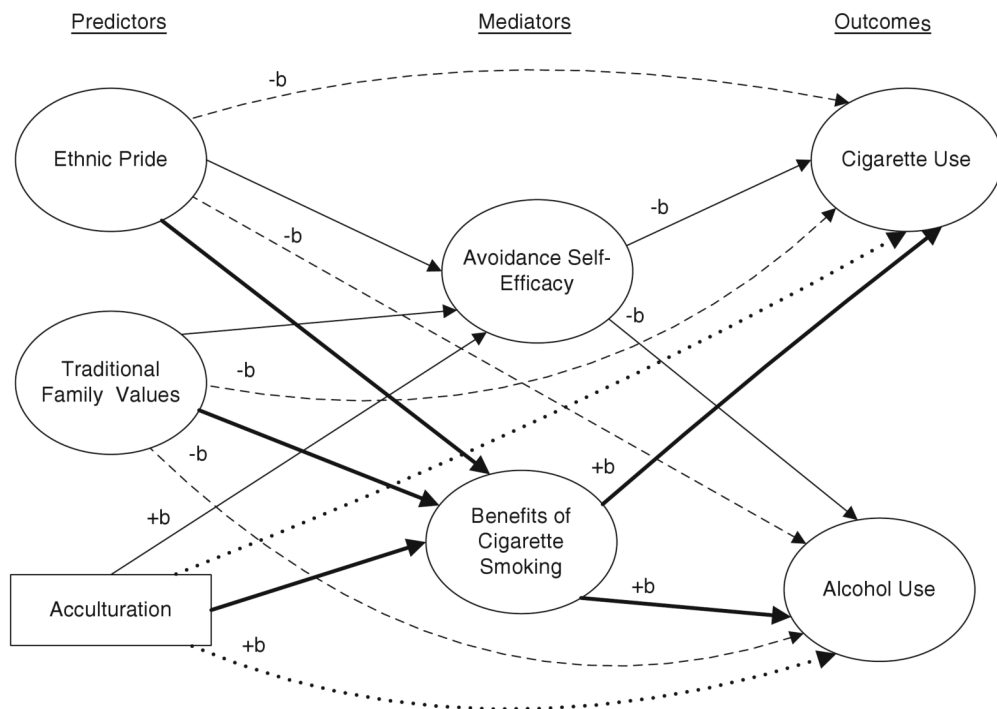 Predictors
Mediators
Outcomes
-b
Ethnic Pride
Cigarette Use
-b
-b
Avoidance Self-
Efficacy
-b
Traditional
Family Values
-b
-b
Benefits of
Cigarette
Smoking
+b
+b
+b
Acculturation
Alcohol Use
+b